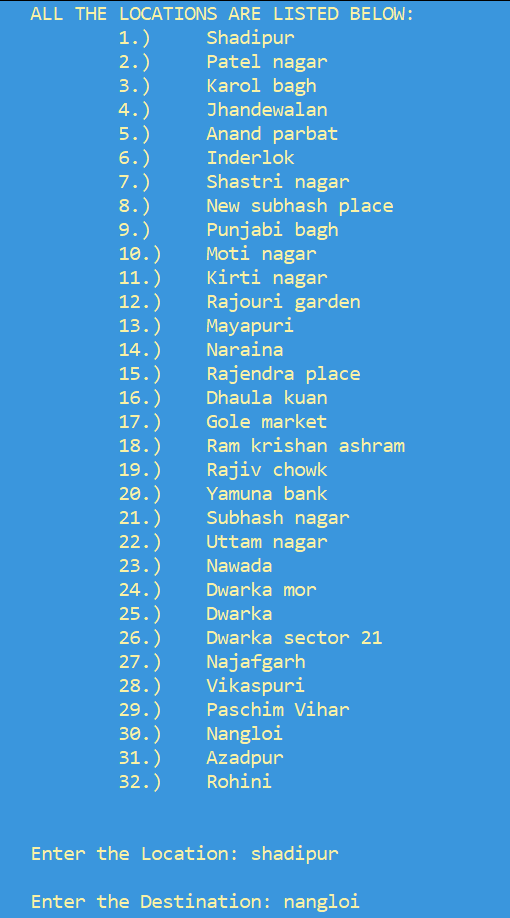 ALL THE LOCATIONS ARE LISTED BELOW:
1.) Shadipur
2.) Patel nagar
3.) Karol bagh
4.) Jhandewalan
5.) Anand parbat
6.) Inderlok
7.) Shastri nagar
8.) New subhash place
9.) Punjabi bagh
10.) Moti nagar
11.) Kirti nagar
12.) Rajouri garden
13.) Mayapuri
14.) Naraina
15.) Rajendra place
16.) Dhaula kuan
17.) Gole market
18.) Ram krishan ashram
19.) Rajiv chowk
20.) Yamuna bank
21.) Subhash nagar
22.) Uttam nagar
23.) Nawada
24.) Dwarka mor
25.) Dwarka
26.) Dwarka sector 21
27.) Najafgarh
28.) Vikaspuri
29.) Paschim Vihar
30.) Nangloi
31.) Azadpur
32.) Rohini
Enter the Location: shadipur
Enter the Destination: nangloi